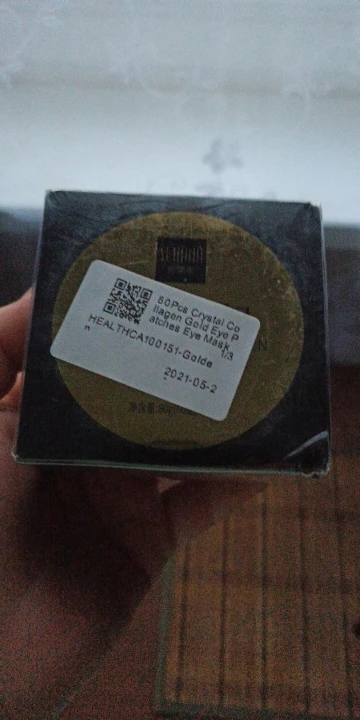 60Pcs Crystal Co
llagen Gold Eye P
atches Eye Mask
1/3
HEALTHCA100151-Golde
n
2021-05-2